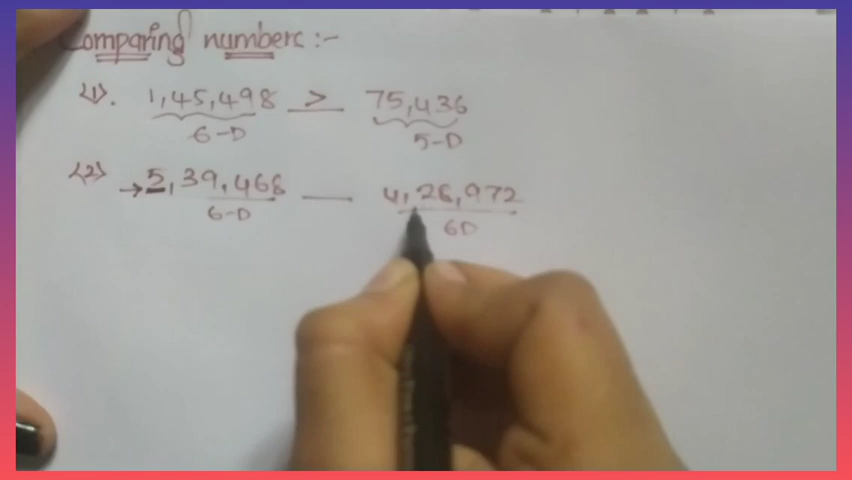 Comparing numbers :-
<1>. 1,45,498 > 75,436
6-D 5-D
<2> → 5,39,468 ___ 4,26,972
6-D 6D